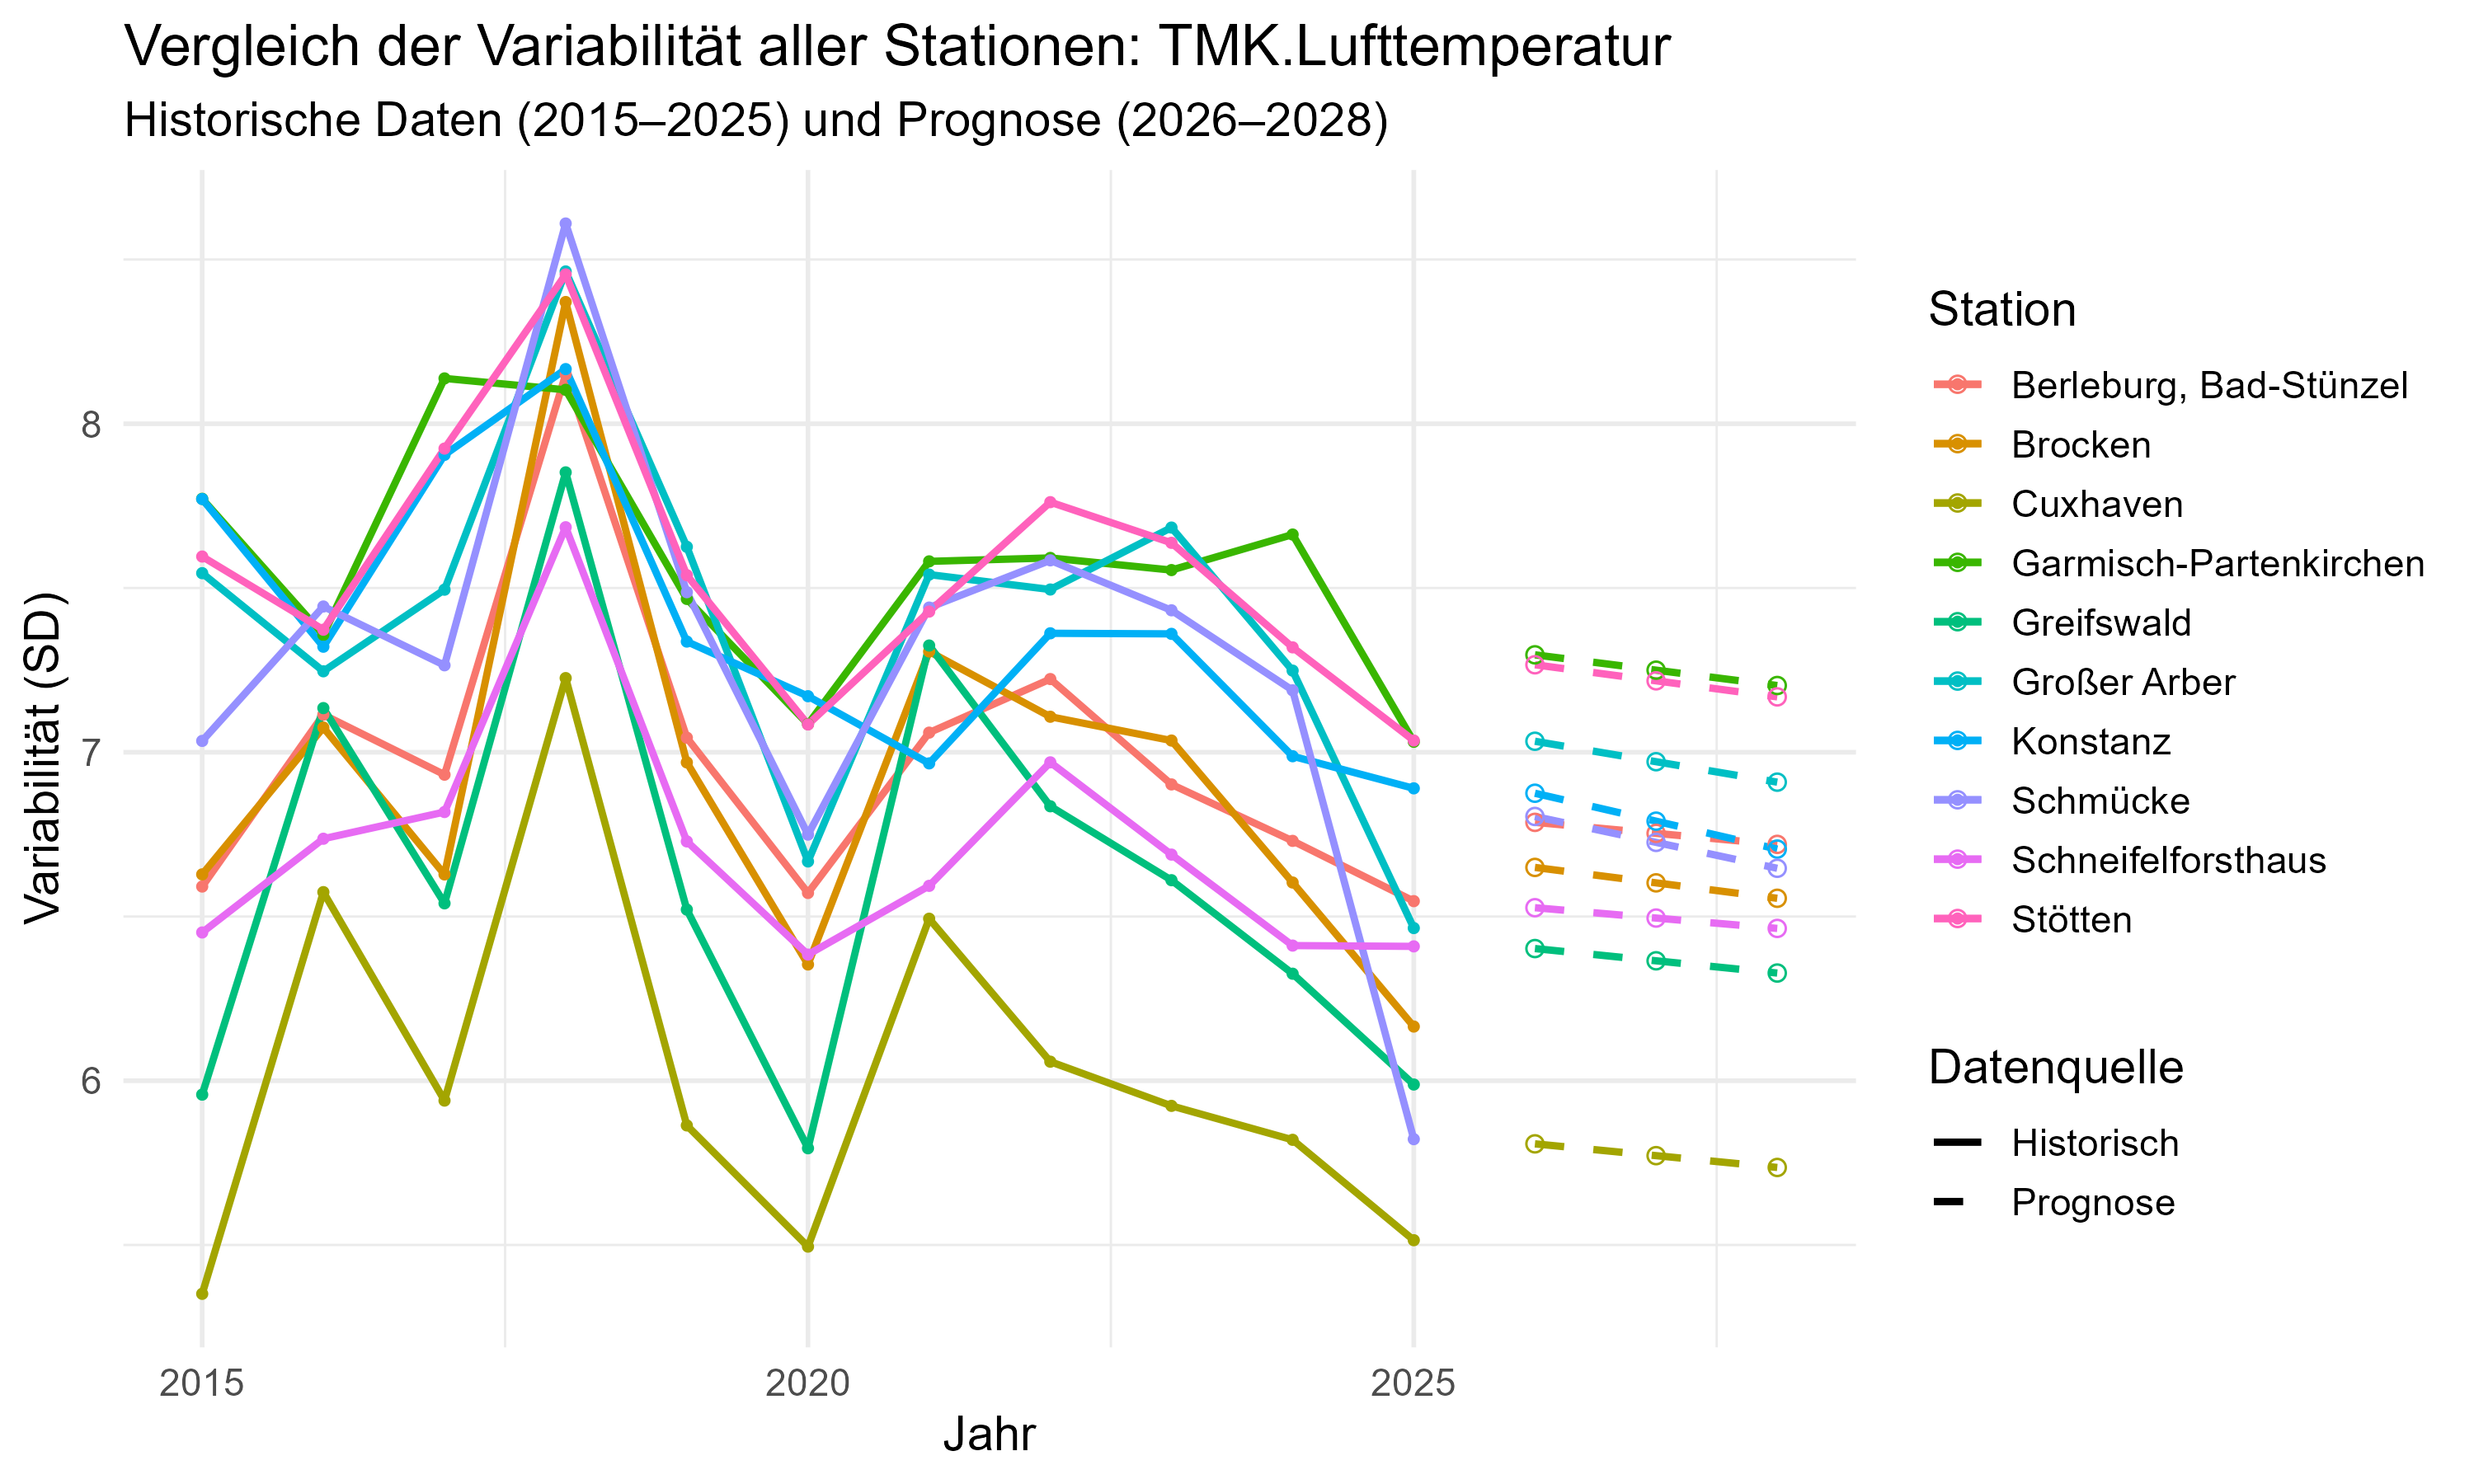 Vergleich der Variabilität aller Stationen: TMK.Lufttemperatur
Historische Daten (2015–2025) und Prognose (2026–2028)
Variabilität (SD)
8
7
6
2015
2020
2025
Jahr
Station
Berleburg, Bad-Stünzel
Brocken
Cuxhaven
Garmisch-Partenkirchen
Greifswald
Großer Arber
Konstanz
Schmücke
Schneifelforsthaus
Stötten
Datenquelle
Historisch
Prognose